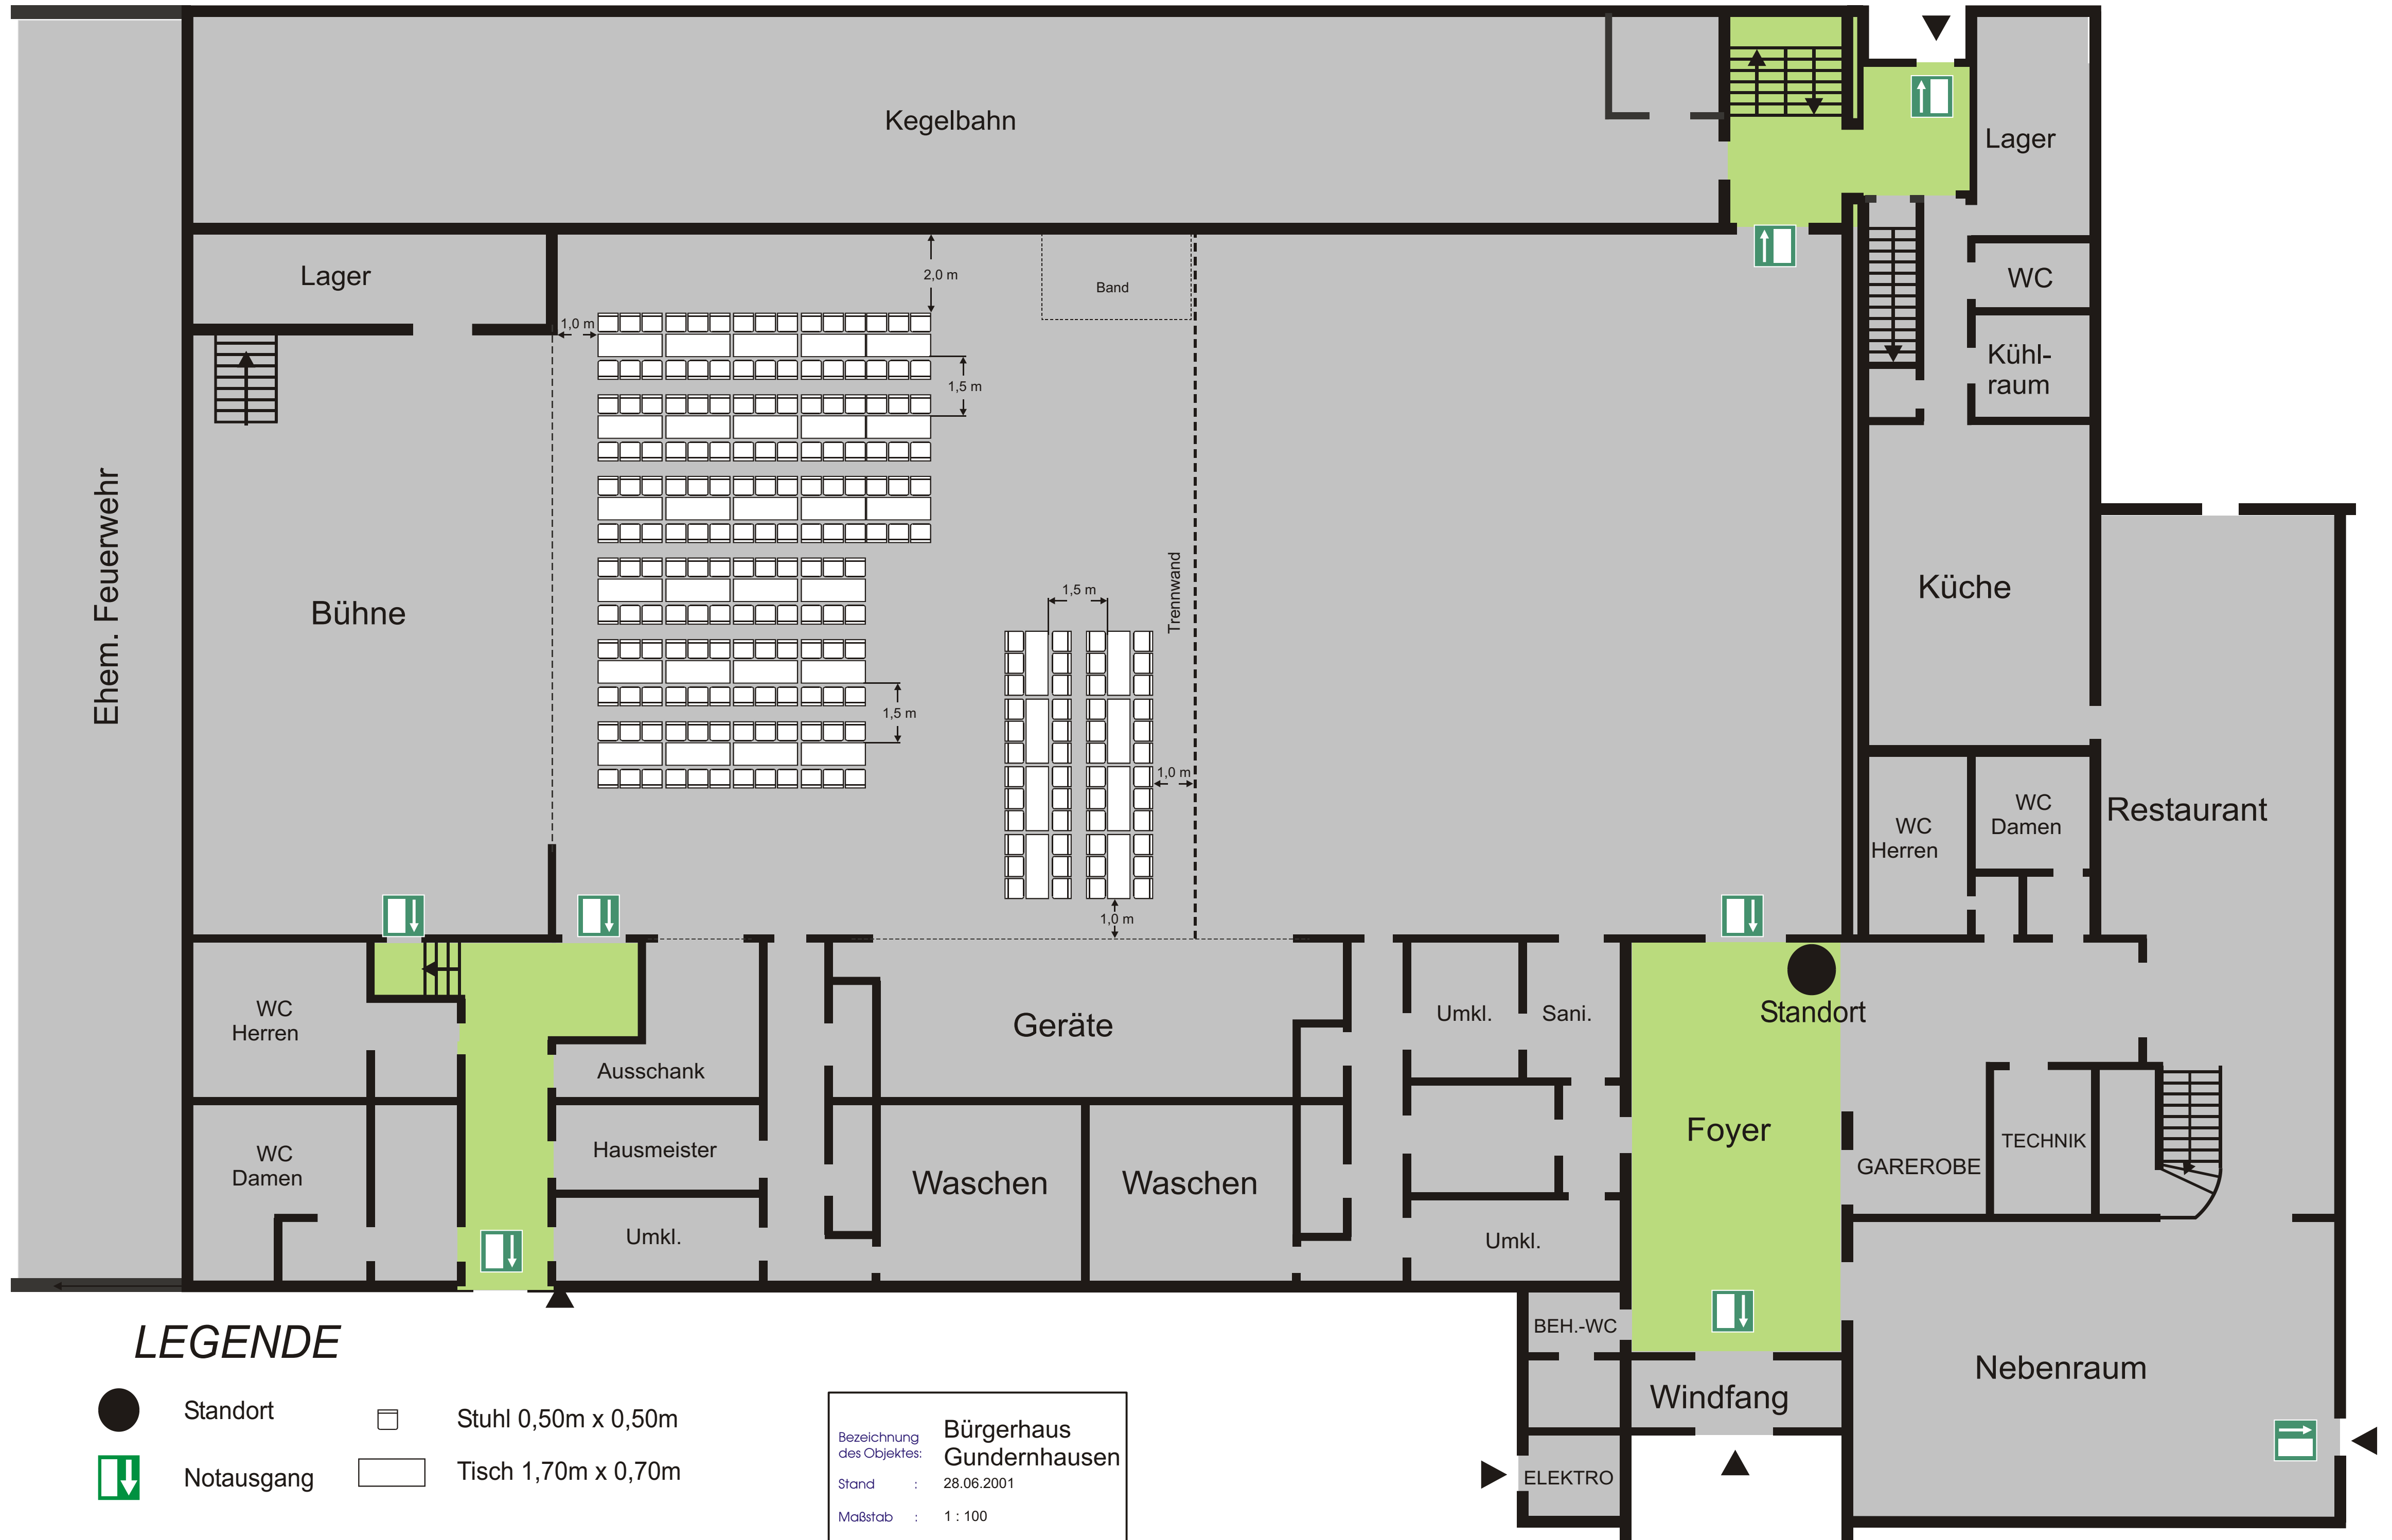 Kegelbahn
Lager
Lager
2,0 m
Band
WC
1,0 m
Kühl-
raum
1,5 m
Ehem. Feuerwehr
Bühne
Trennwand
1,5 m
Küche
1,5 m
1,0 m
WC
Herren
WC
Damen
Restaurant
1,0 m
WC
Herren
Geräte
Umkl.
Sani.
Standort
Ausschank
Foyer
TECHNIK
WC
Damen
Hausmeister
Waschen
Waschen
GAREROBE
Umkl.
Umkl.
BEH.-WC
Nebenraum
Windfang
ELEKTRO
LEGENDE
Standort
Stuhl 0,50m x 0,50m
Notausgang
Tisch 1,70m x 0,70m
Bezeichnung
des Objektes:
Bürgerhaus
Gundernhausen
Stand : 28.06.2001
Maßstab : 1 : 100